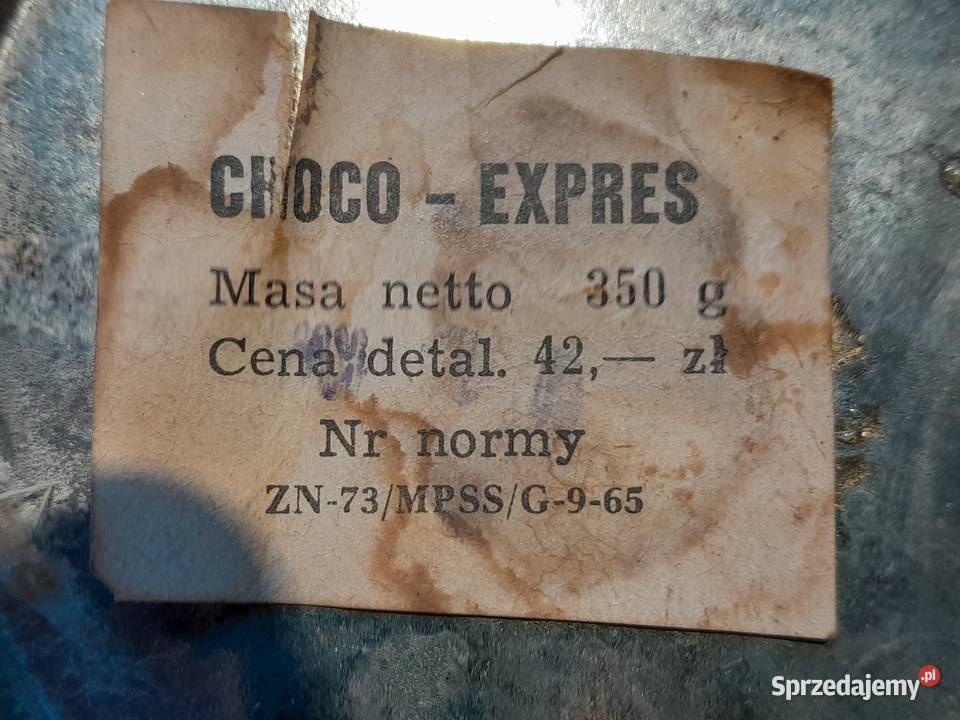 CHOCO - EXPRES
Masa netto 350 g
Cena detal. 42,— zł
Nr normy
ZN-73/MPSS/G-9-65
Sprzedajemy.pl